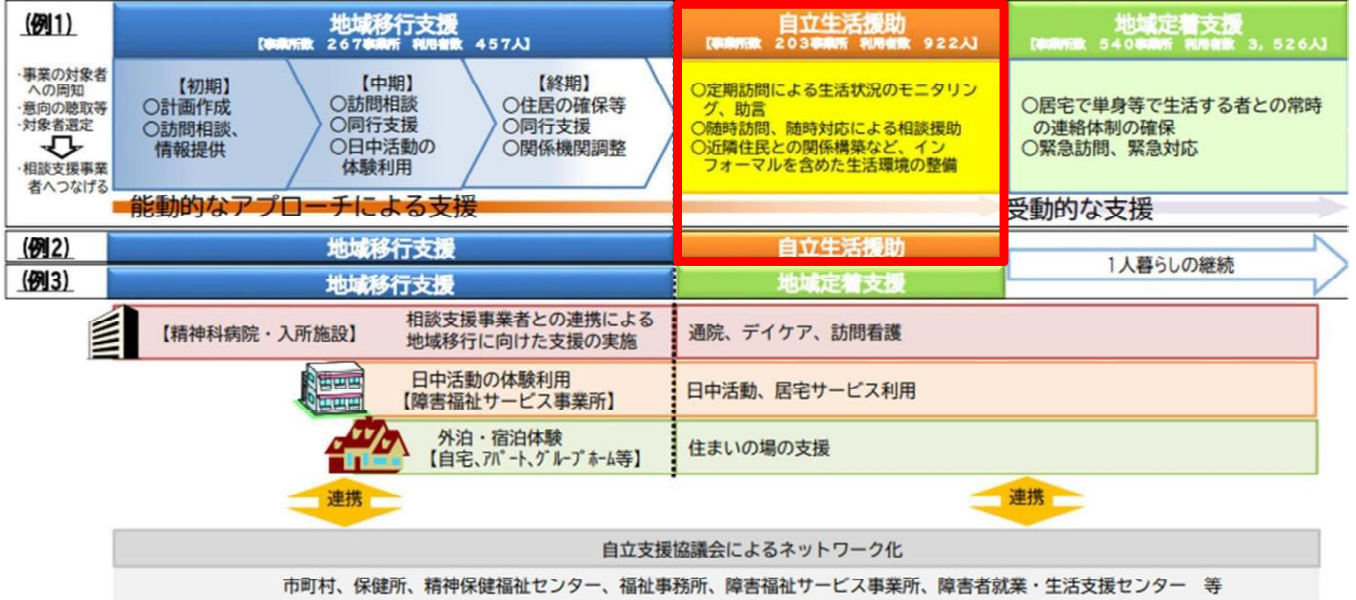 (例1)
地域移行支援
【事業所数 267事業所 利用者数 457人】
自立生活援助
【事業所数 203事業所 利用者数 922人】
地域定着支援
【事業所数 540事業所 利用者数 3,526人】
・事業の対象者
への周知
・意向の聴取等
・対象者選定
・相談支援事業
者へつなげる
【初期】
〇計画作成
〇訪問相談、
情報提供
【中期】
〇訪問相談
〇同行支援
〇日中活動の
体験利用
【終期】
〇住居の確保等
〇同行支援
〇関係機関調整
〇定期訪問による生活状況のモニタリン
グ、助言
〇随時訪問、随時対応による相談援助
〇近隣住民との関係構築など、イン
フォーマルを含めた生活環境の整備
〇居宅で単身等で生活する者との常時
の連絡体制の確保
〇緊急訪問、緊急対応
能動的なアプローチによる支援
受動的な支援
(例2)
地域移行支援
自立生活援助
1人暮らしの継続
(例3)
地域移行支援
地域定着支援
【精神科病院・入所施設】
相談支援事業者との連携による
地域移行に向けた支援の実施
通院、デイケア、訪問看護
日中活動の体験利用
【障害福祉サービス事業所】
日中活動、居宅サービス利用
外泊・宿泊体験
【自宅、ｱﾊﾟｰﾄ、ｸﾞﾙｰﾌﾟﾎｰﾑ等】
住まいの場の支援
連携
連携
自立支援協議会によるネットワーク化
市町村、保健所、精神保健福祉センター、福祉事務所、障害福祉サービス事業所、障害者就業・生活支援センター 等